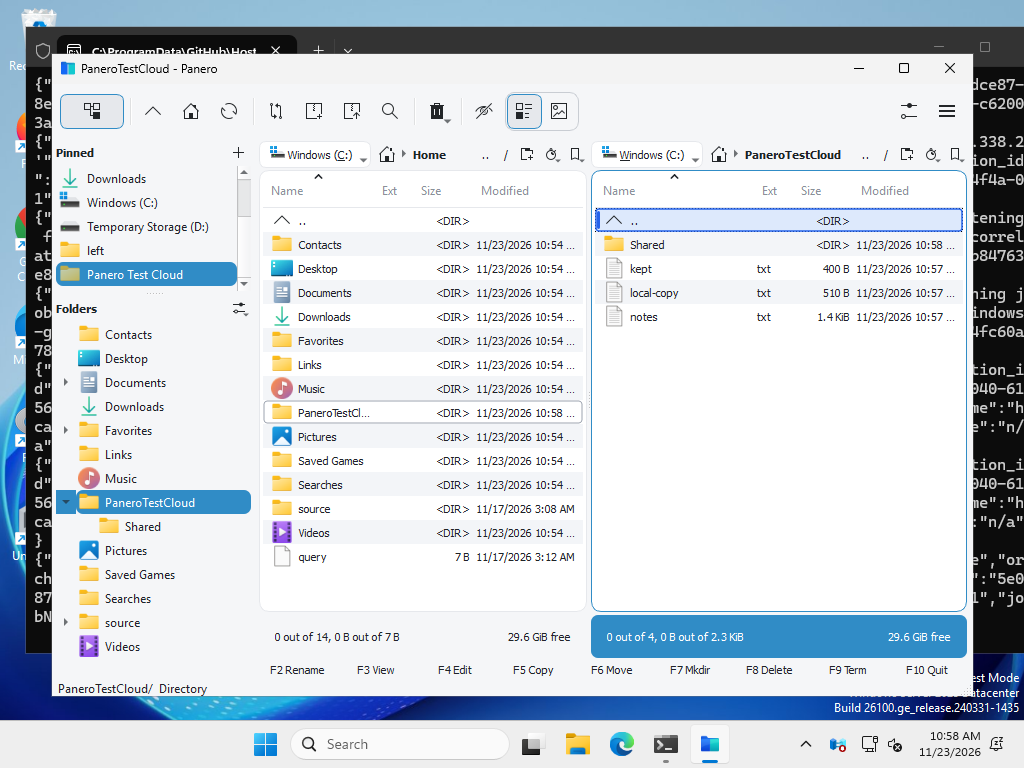 C:\ProgramData\GitHub\Host
PaneroTestCloud - Panero
Pinned
Downloads
Windows (C:)
Temporary Storage (D:)
left
Panero Test Cloud
Folders
Contacts
Desktop
Documents
Downloads
Favorites
Links
Music
PaneroTestCloud
Shared
Pictures
Saved Games
Searches
source
Videos
PaneroTestCloud/ Directory
Windows (C:) Home .. /
Name Ext Size Modified
.. <DIR>
Contacts <DIR> 11/23/2026 10:54 ...
Desktop <DIR> 11/23/2026 10:54 ...
Documents <DIR> 11/23/2026 10:54 ...
Downloads <DIR> 11/23/2026 10:54 ...
Favorites <DIR> 11/23/2026 10:54 ...
Links <DIR> 11/23/2026 10:54 ...
Music <DIR> 11/23/2026 10:54 ...
PaneroTestCl... <DIR> 11/23/2026 10:58 ...
Pictures <DIR> 11/23/2026 10:54 ...
Saved Games <DIR> 11/23/2026 10:54 ...
Searches <DIR> 11/23/2026 10:54 ...
source <DIR> 11/17/2026 3:08 AM
Videos <DIR> 11/23/2026 10:54 ...
query 7 B 11/17/2026 3:12 AM
0 out of 14, 0 B out of 7 B 29.6 GiB free
Windows (C:) PaneroTestCloud .. /
Name Ext Size Modified
.. <DIR>
Shared <DIR> 11/23/2026 10:58 ...
kept txt 400 B 11/23/2026 10:57 ...
local-copy txt 510 B 11/23/2026 10:57 ...
notes txt 1.4 KiB 11/23/2026 10:57 ...
0 out of 4, 0 B out of 2.3 KiB 29.6 GiB free
F2 Rename F3 View F4 Edit F5 Copy F6 Move F7 Mkdir F8 Delete F9 Term F10 Quit
Build 26100.ge_release.240331-1435
Search
10:58 AM
11/23/2026